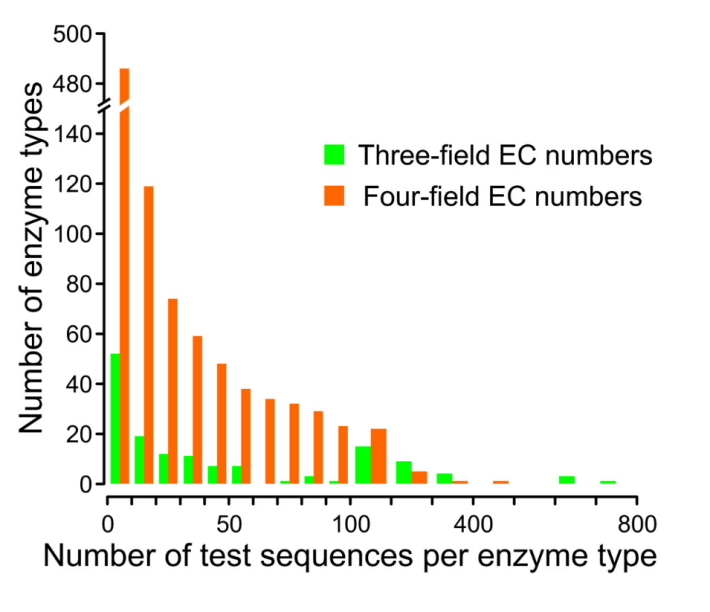 500
480
140
120
100
80
60
40
20
0
Number of enzyme types
Three-field EC numbers
Four-field EC numbers
0 50 100 400 800
Number of test sequences per enzyme type